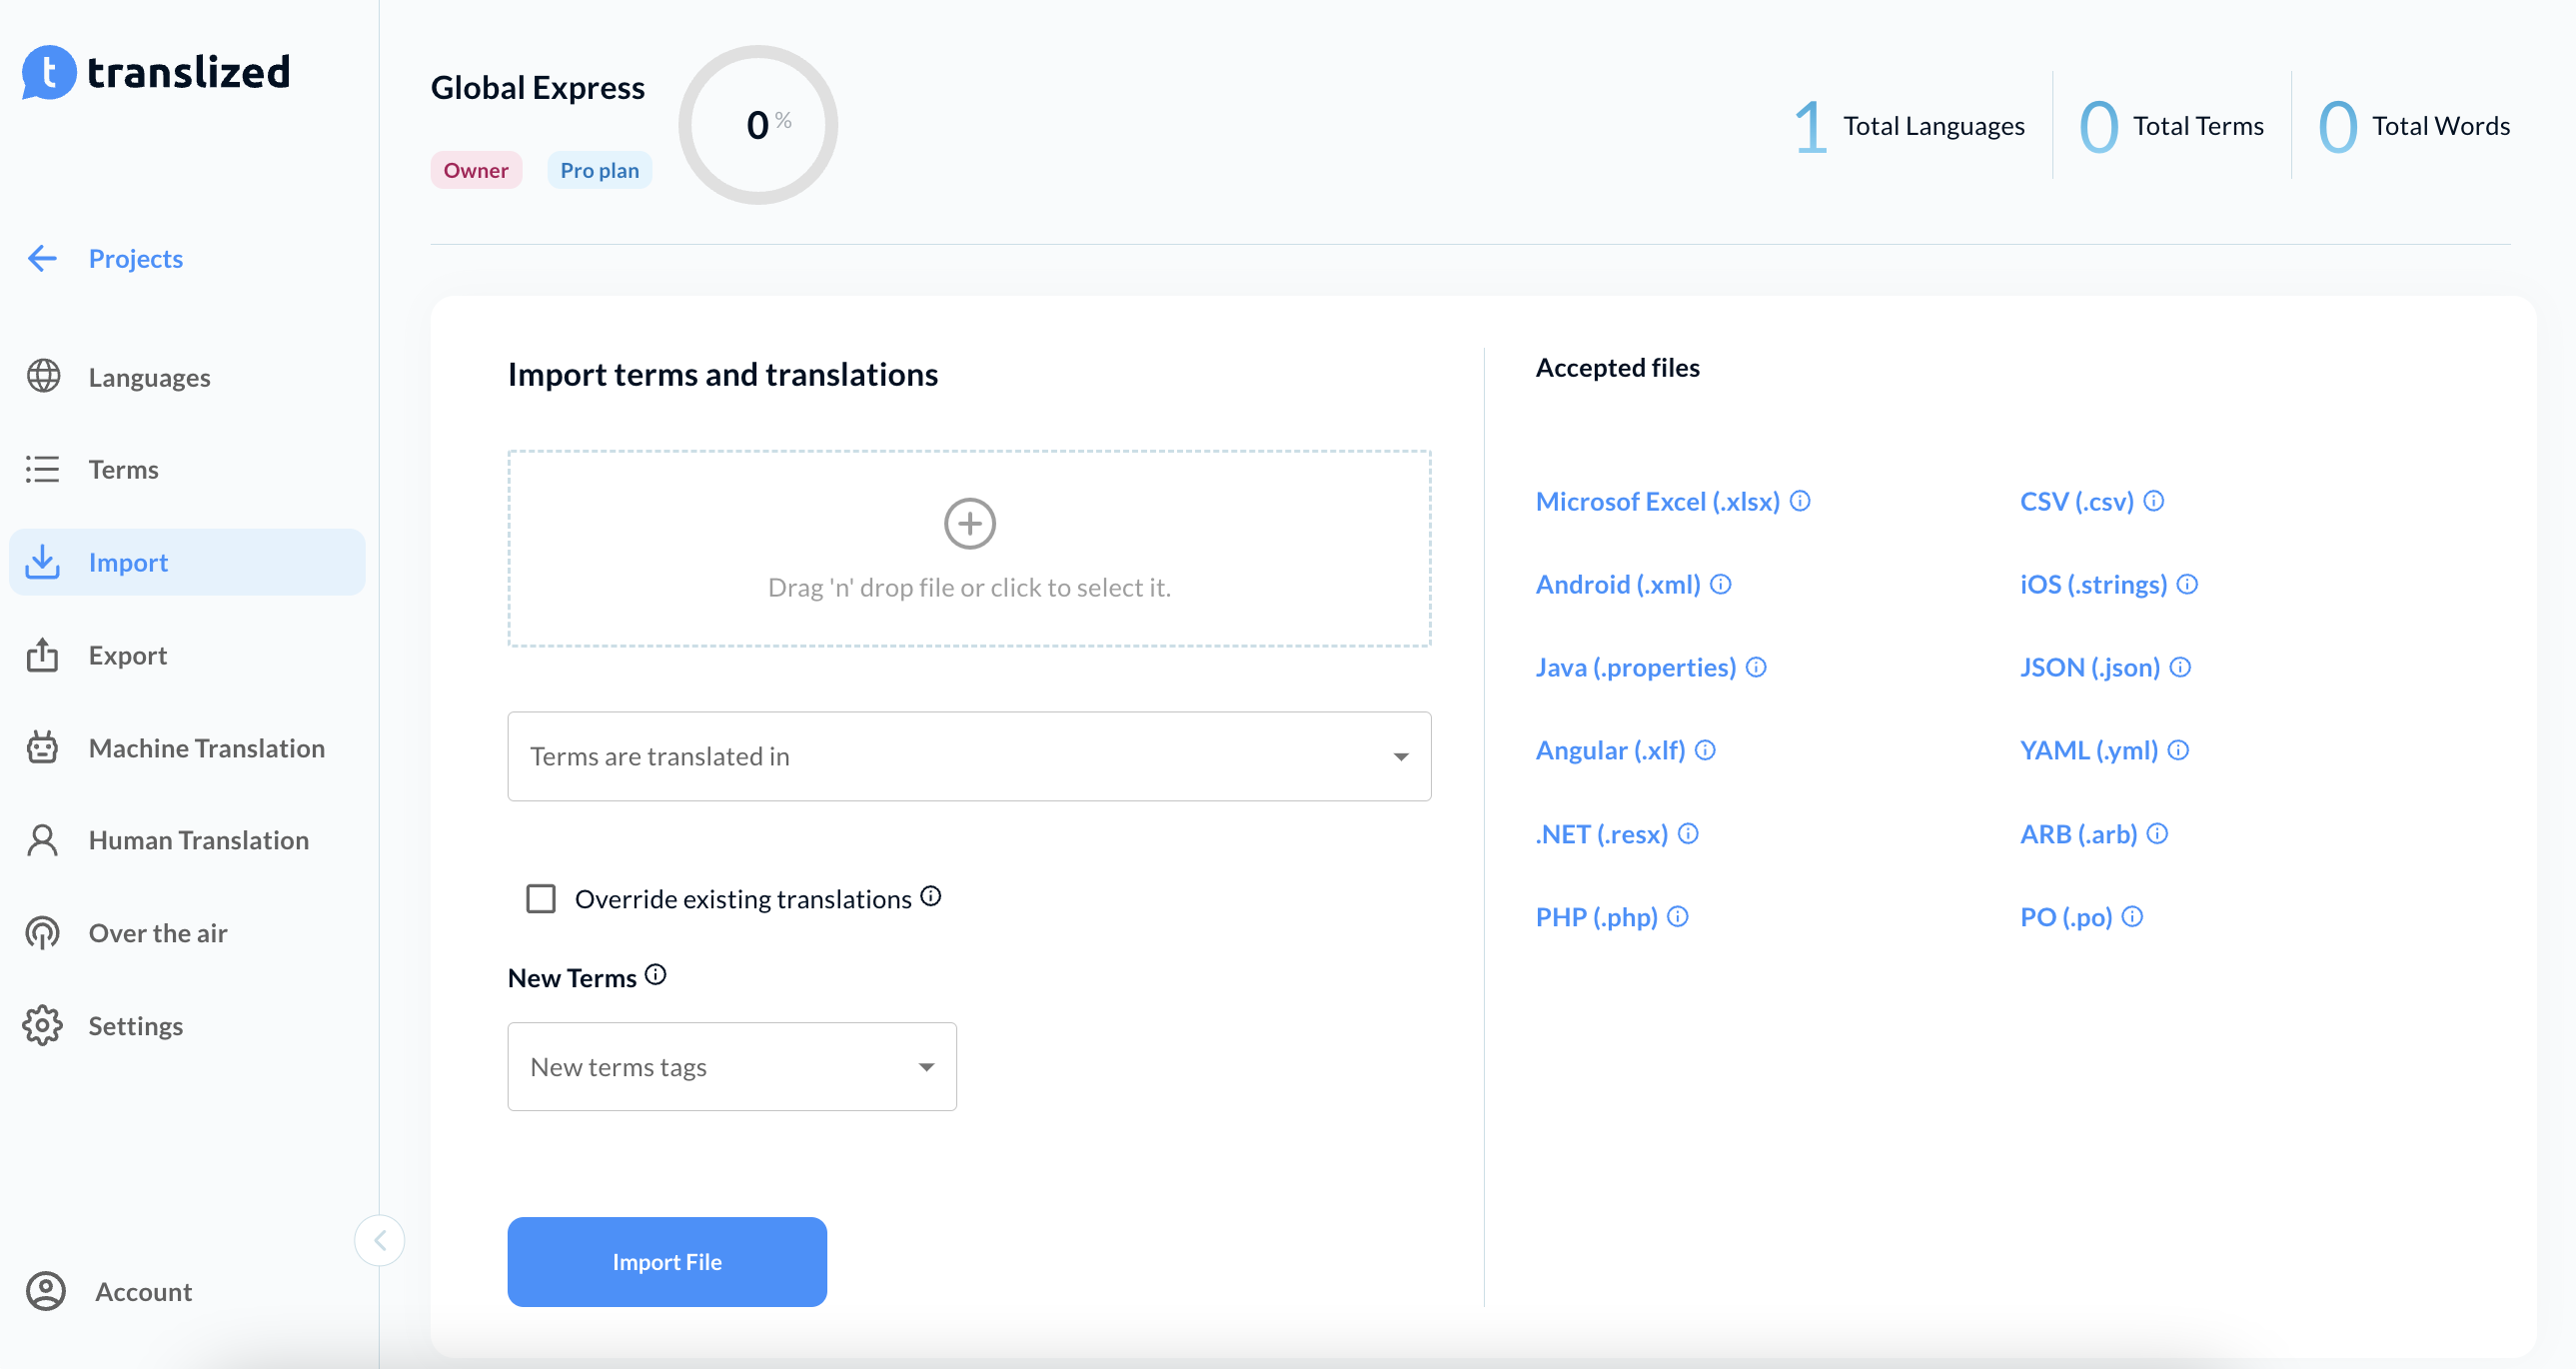 translized
Projects
Languages
Terms
Import
Export
Machine Translation
Human Translation
Over the air
Settings
Account
Global Express
Owner
Pro plan
0 %
1 Total Languages
0 Total Terms
0 Total Words
Import terms and translations
Drag 'n' drop file or click to select it.
Terms are translated in
Override existing translations
New Terms
New terms tags
Import File
Accepted files
Microsof Excel (.xlsx)
CSV (.csv)
Android (.xml)
iOS (.strings)
Java (.properties)
JSON (.json)
Angular (.xlf)
YAML (.yml)
.NET (.resx)
ARB (.arb)
PHP (.php)
PO (.po)